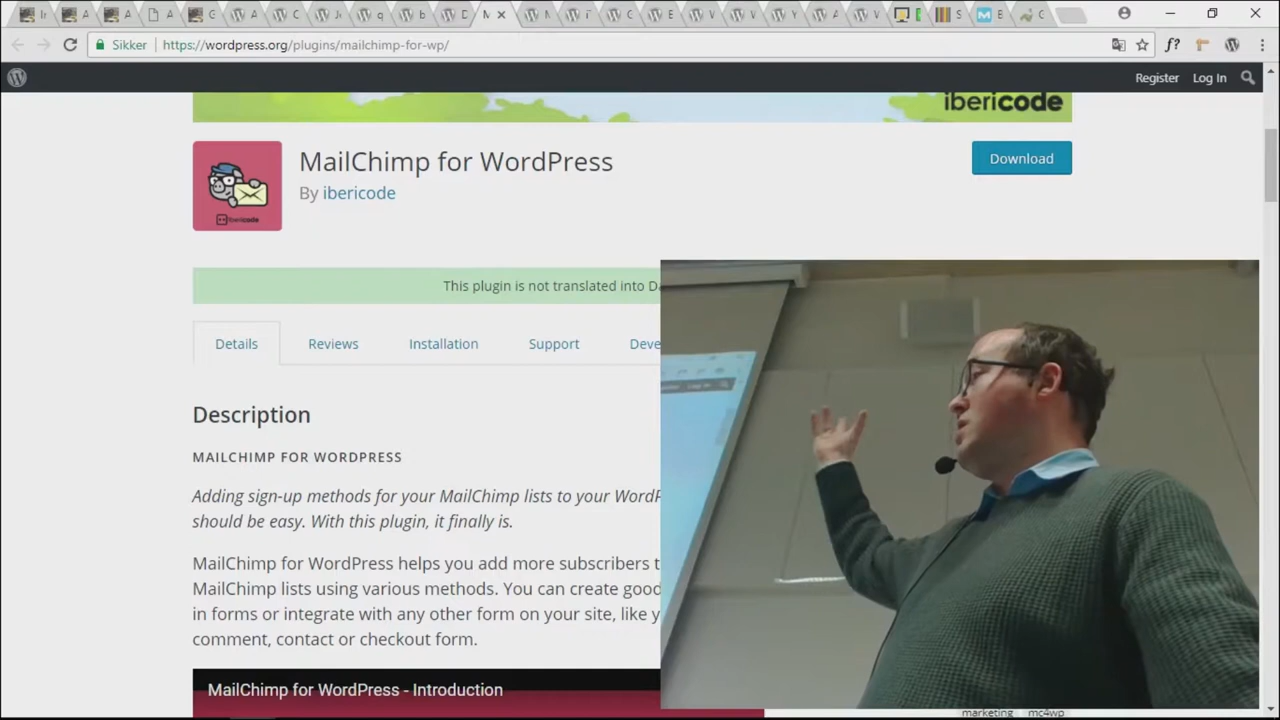 Sikker
https://wordpress.org/plugins/mailchimp-for-wp/
Register
Log In
ibericode
MailChimp for WordPress
Download
By ibericode
ibericode
This plugin is not translated into
Details
Reviews
Installation
Support
Description
MAILCHIMP FOR WORDPRESS
Adding sign-up methods for your MailChimp lists to your
should be easy. With this plugin, it finally is.
MailChimp for WordPress helps you add more subscribers
MailChimp lists using various methods. You can create good
in forms or integrate with any other form on your site, like
comment, contact or checkout form.
MailChimp for WordPress - Introduction
marketing
mc4wp